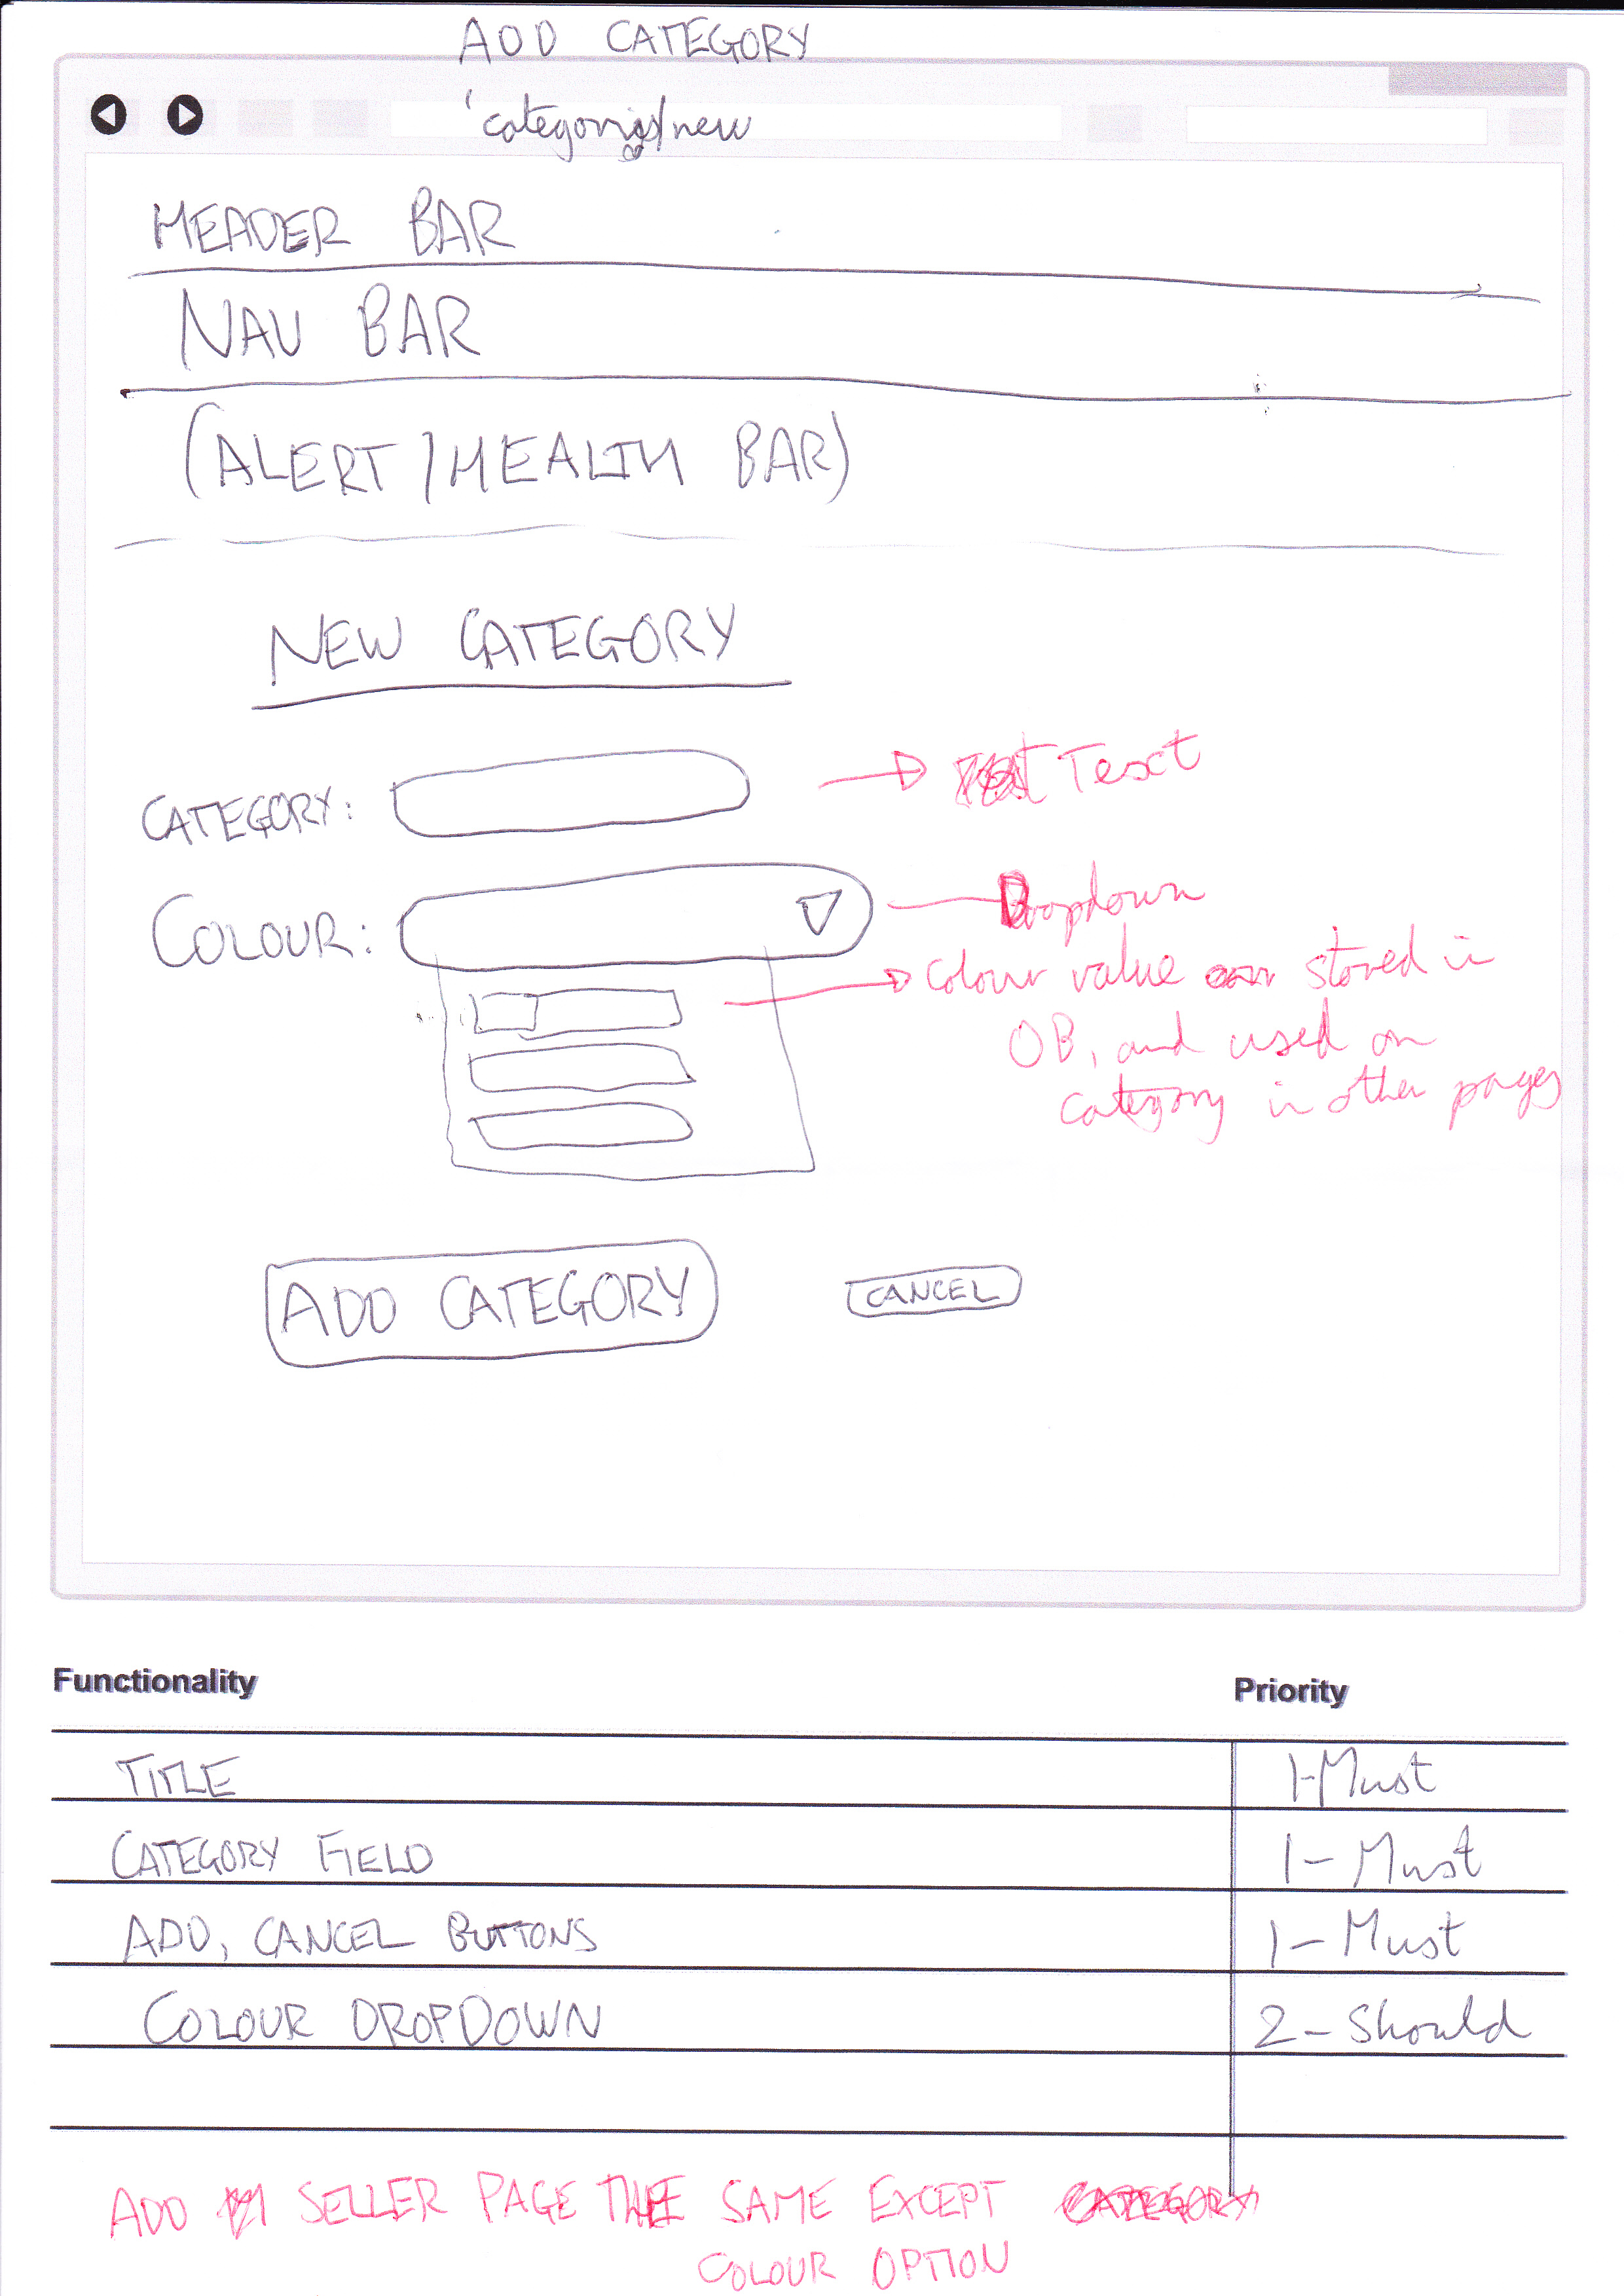 ADD CATEGORY
'categories/new
HEADER BAR
NAV BAR
(ALERT/HEALTH BAR)
NEW CATEGORY
CATEGORY:
Text
COLOUR:
Dropdown
Colour value stored in
DB, and used on
category in other pages
ADD CATEGORY
CANCEL
Functionality Priority
TITLE 1-Must
CATEGORY FIELD 1-Must
ADD, CANCEL BUTTONS 1-Must
COLOUR DROPDOWN 2-Should
ADD SELLER PAGE THE SAME EXCEPT CATEGORY
COLOUR OPTION